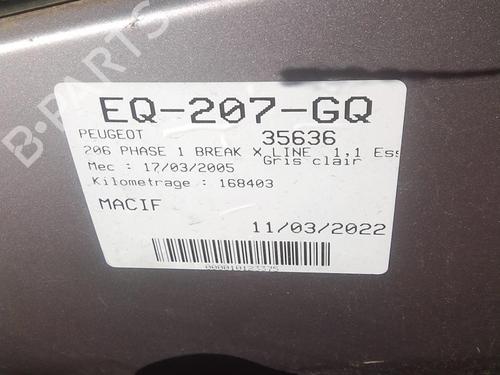 B-PARTS
EQ-207-GQ
PEUGEOT 35636
206 PHASE 1 BREAK X LINE 1.1 Ess
Gris clair
Mec : 17/03/2005
Kilometrage : 168403
MACIF
11/03/2022
0000010123375